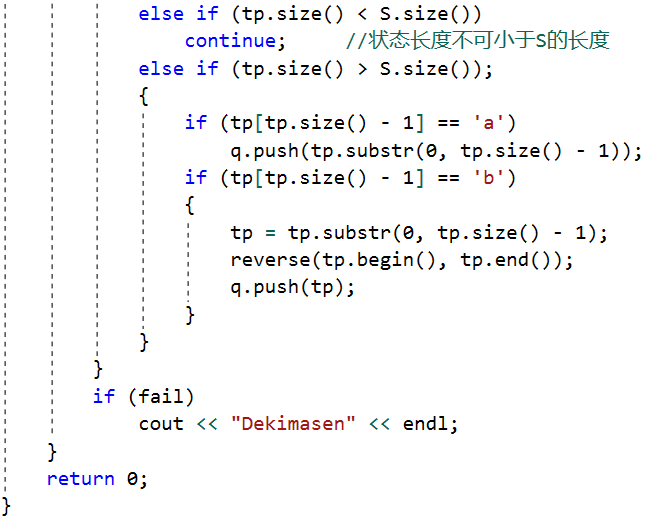 else if (tp.size() < S.size())
continue; //状态长度不可小于S的长度
else if (tp.size() > S.size());
{
if (tp[tp.size() - 1] == 'a')
q.push(tp.substr(0, tp.size() - 1));
if (tp[tp.size() - 1] == 'b')
{
tp = tp.substr(0, tp.size() - 1);
reverse(tp.begin(), tp.end());
q.push(tp);
}
}
}
if (fail)
cout << "Dekimasen" << endl;
}
return 0;
}